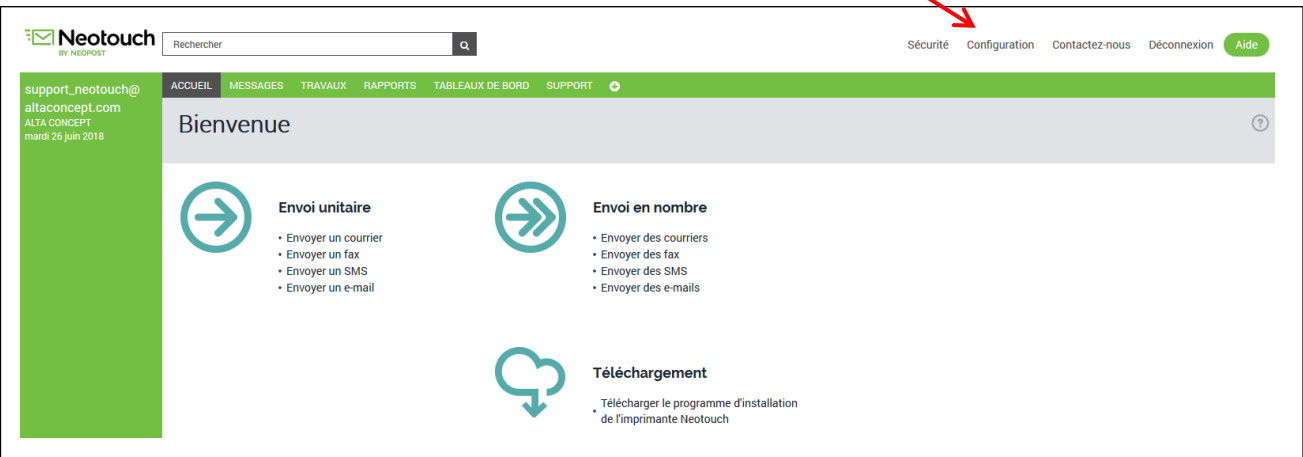 Neotouch
BY NEOPOST
Rechercher
Sécurité Configuration Contactez-nous Déconnexion Aide
support_neotouch@
altaconcept.com
ALTA CONCEPT
mardi 26 juin 2018
ACCUEIL MESSAGES TRAVAUX RAPPORTS TABLEAUX DE BORD SUPPORT
Bienvenue
?
Envoi unitaire
• Envoyer un courrier
• Envoyer un fax
• Envoyer un SMS
• Envoyer un e-mail
Envoi en nombre
• Envoyer des courriers
• Envoyer des fax
• Envoyer des SMS
• Envoyer des e-mails
Téléchargement
• Télécharger le programme d'installation
de l'imprimante Neotouch